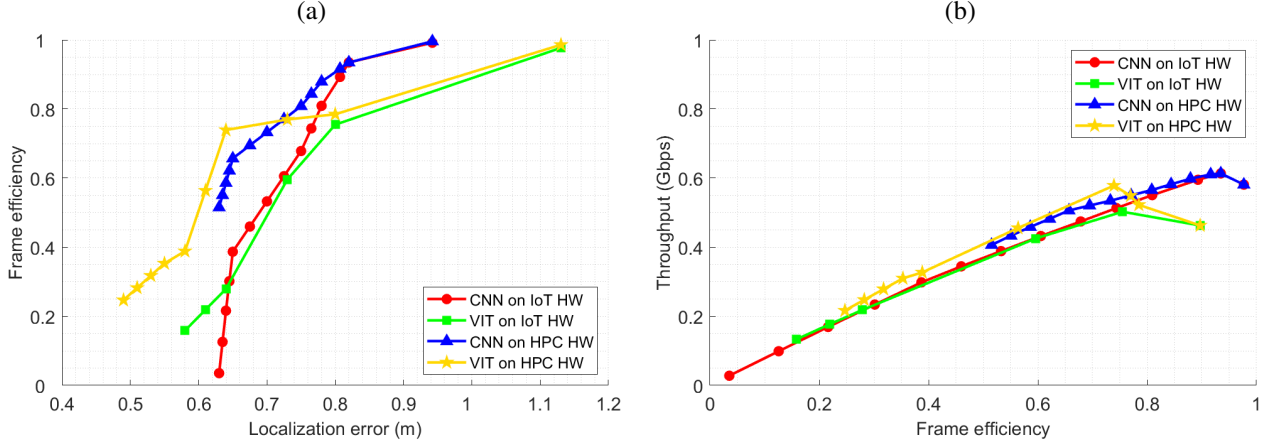 (a)
1
0.8
0.6
0.4
0.2
0
Frame efficiency
0.4 0.5 0.6 0.7 0.8 0.9 1 1.1 1.2
Localization error (m)
CNN on IoT HW
VIT on IoT HW
CNN on HPC HW
VIT on HPC HW
(b)
1
0.8
0.6
0.4
0.2
0
Throughput (Gbps)
0 0.2 0.4 0.6 0.8 1
Frame efficiency
CNN on IoT HW
VIT on IoT HW
CNN on HPC HW
VIT on HPC HW